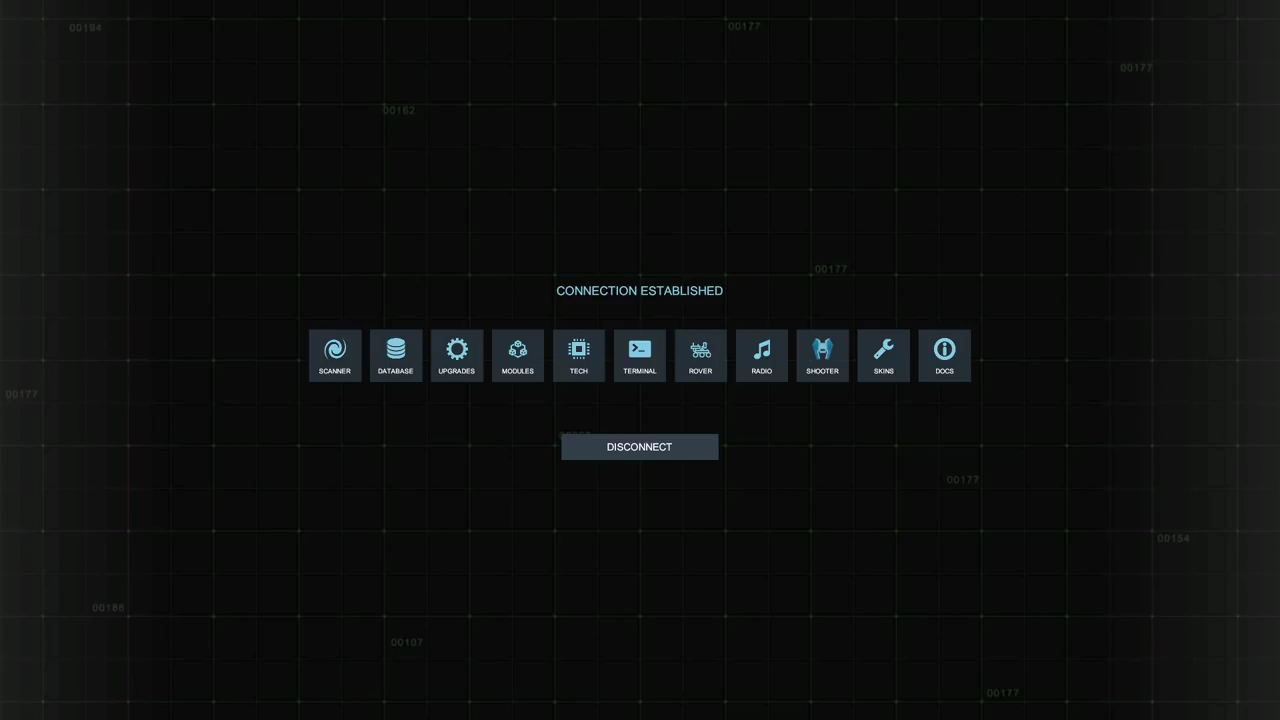 00194
00177
00177
00162
00177
CONNECTION ESTABLISHED
SCANNER
DATABASE
UPGRADES
MODULES
TECH
TERMINAL
ROVER
RADIO
SHOOTER
SKINS
DOCS
00177
DISCONNECT
00177
00154
00186
00187
00177